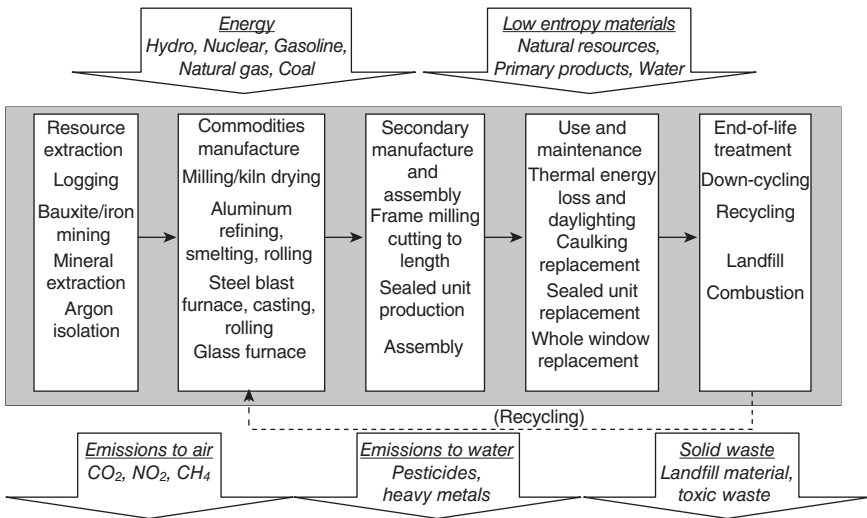 Energy
Hydro, Nuclear, Gasoline,
Natural gas, Coal
Low entropy materials
Natural resources,
Primary products, Water
Resource
extraction
Logging
Bauxite/iron
mining
Mineral
extraction
Argon
isolation
Commodities
manufacture
Milling/kiln drying
Aluminum
refining,
smelting, rolling
Steel blast
furnace, casting,
rolling
Glass furnace
Secondary
manufacture
and
assembly
Frame milling
cutting to
length
Sealed unit
production
Assembly
Use and
maintenance
Thermal energy
loss and
daylighting
Caulking
replacement
Sealed unit
replacement
Whole window
replacement
End-of-life
treatment
Down-cycling
Recycling
Landfill
Combustion
(Recycling)
Emissions to air
CO₂, NO₂, CH₄
Emissions to water
Pesticides,
heavy metals
Solid waste
Landfill material,
toxic waste